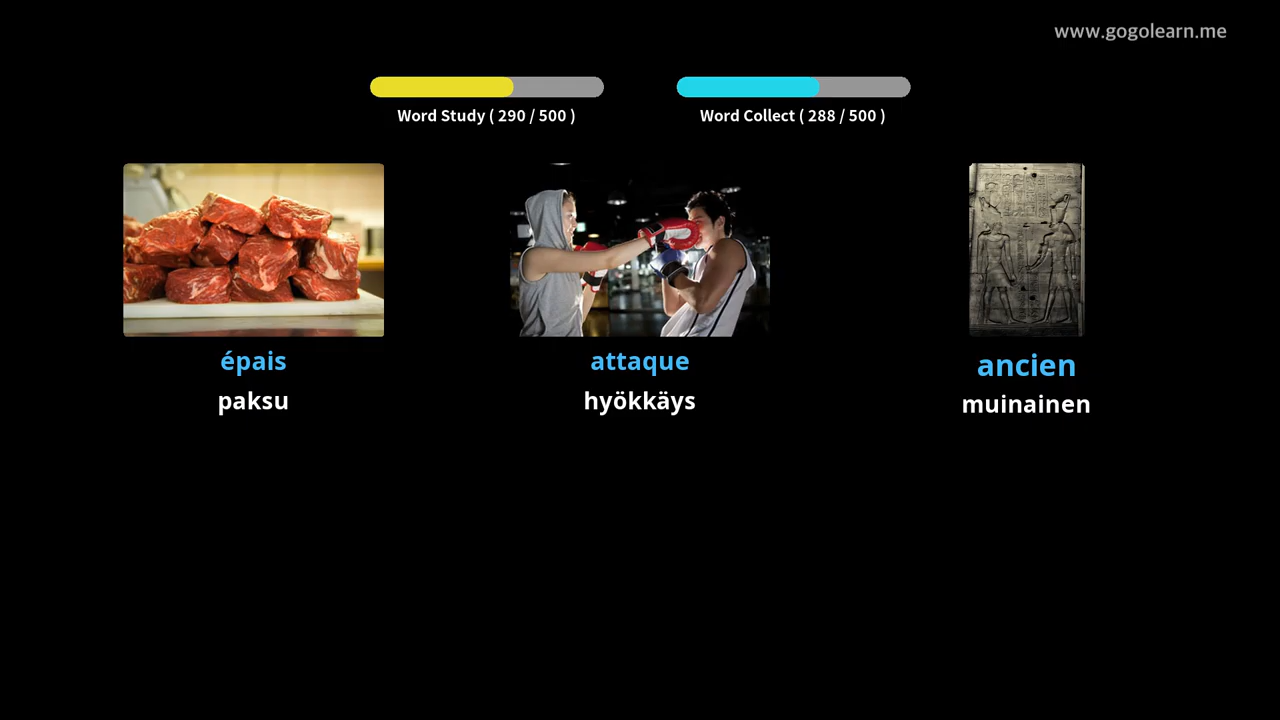 www.gogolearn.me
Word Study ( 290 / 500 )
Word Collect ( 288 / 500 )
épais
attaque
ancien
paksu
hyökkäys
muinainen